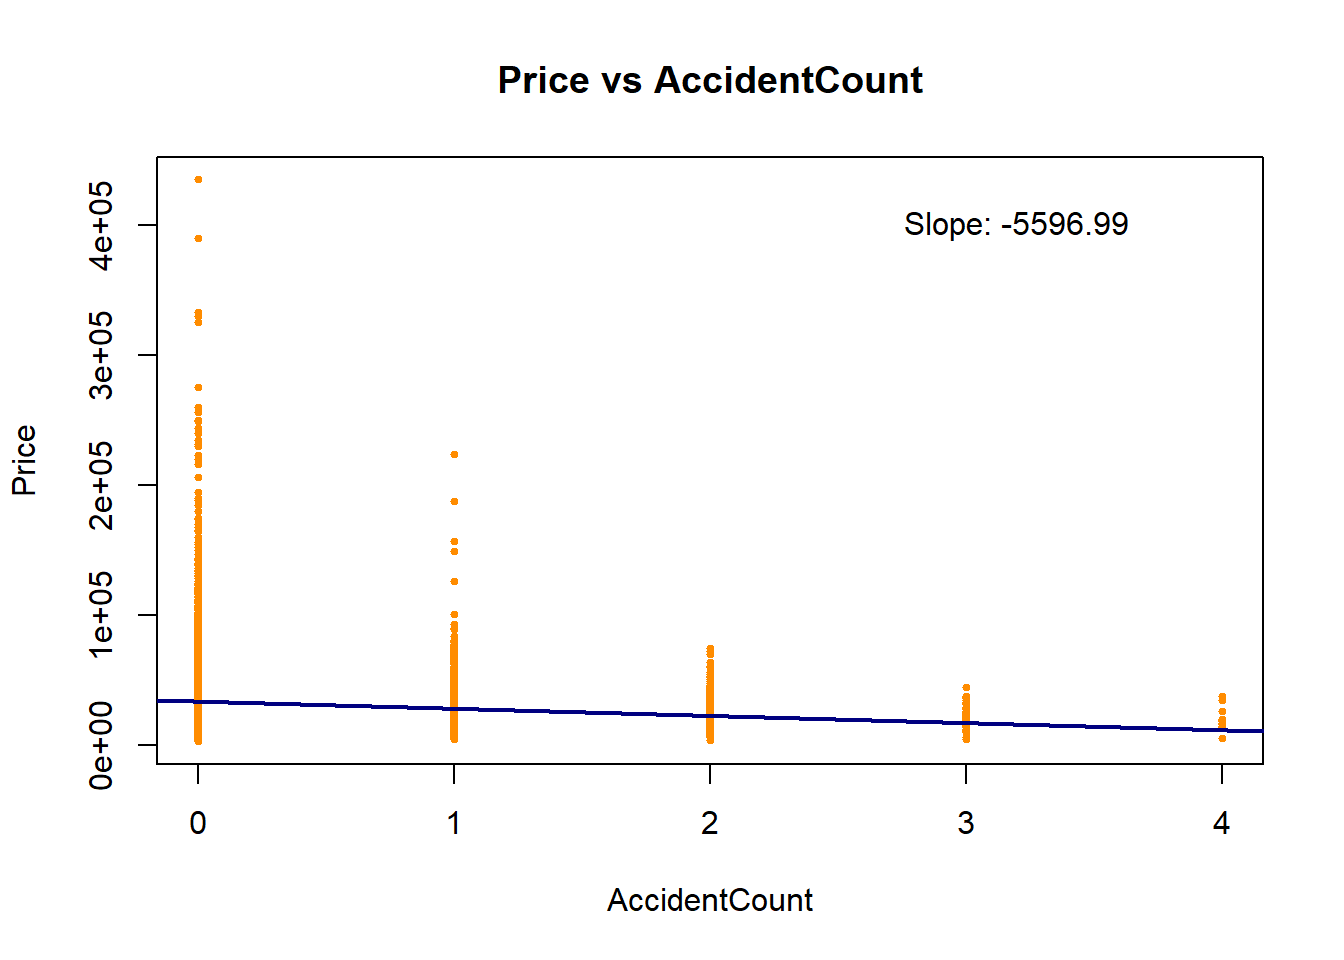 Price vs AccidentCount
Slope: -5596.99
4e+05
3e+05
2e+05
1e+05
0e+00
Price
0 1 2 3 4
AccidentCount